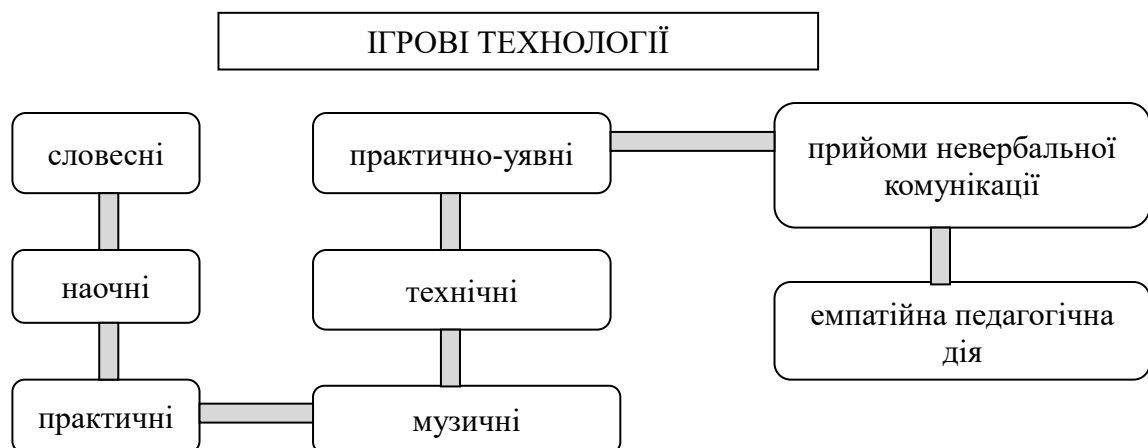 ІГРОВІ ТЕХНОЛОГІЇ
словесні
наочні
практичні
практично-уявні
технічні
музичні
прийоми невербальної
комунікації
емпатійна педагогічна
дія